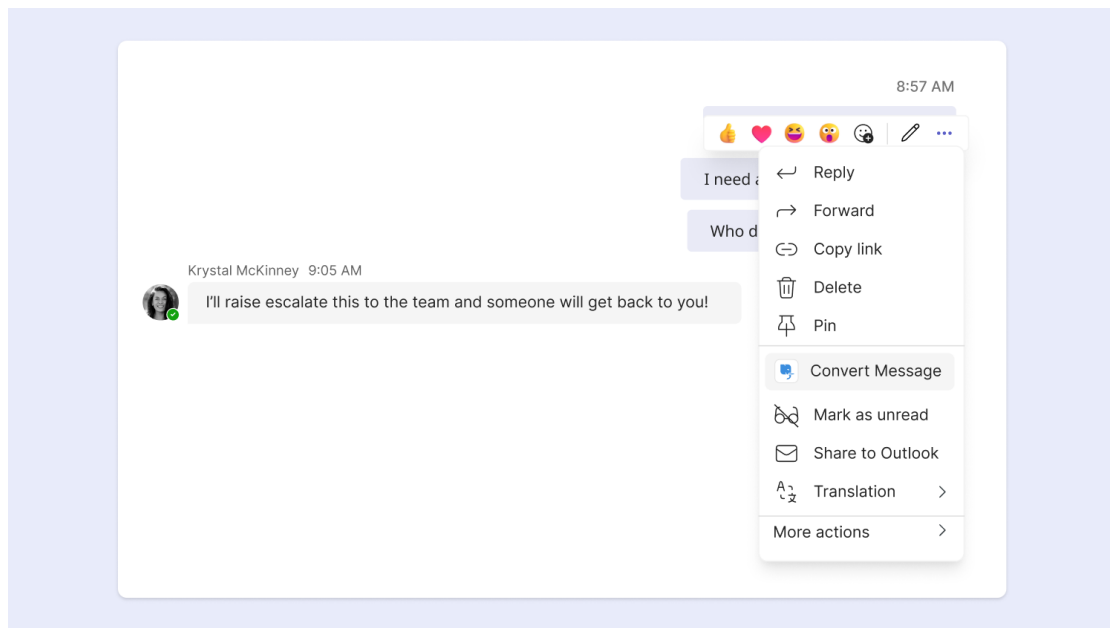 8:57 AM
I need
Who
Krystal McKinney 9:05 AM
I'll raise escalate this to the team and someone will get back to you!
Reply
Forward
Copy link
Delete
Pin
Convert Message
Mark as unread
Share to Outlook
Translation
More actions